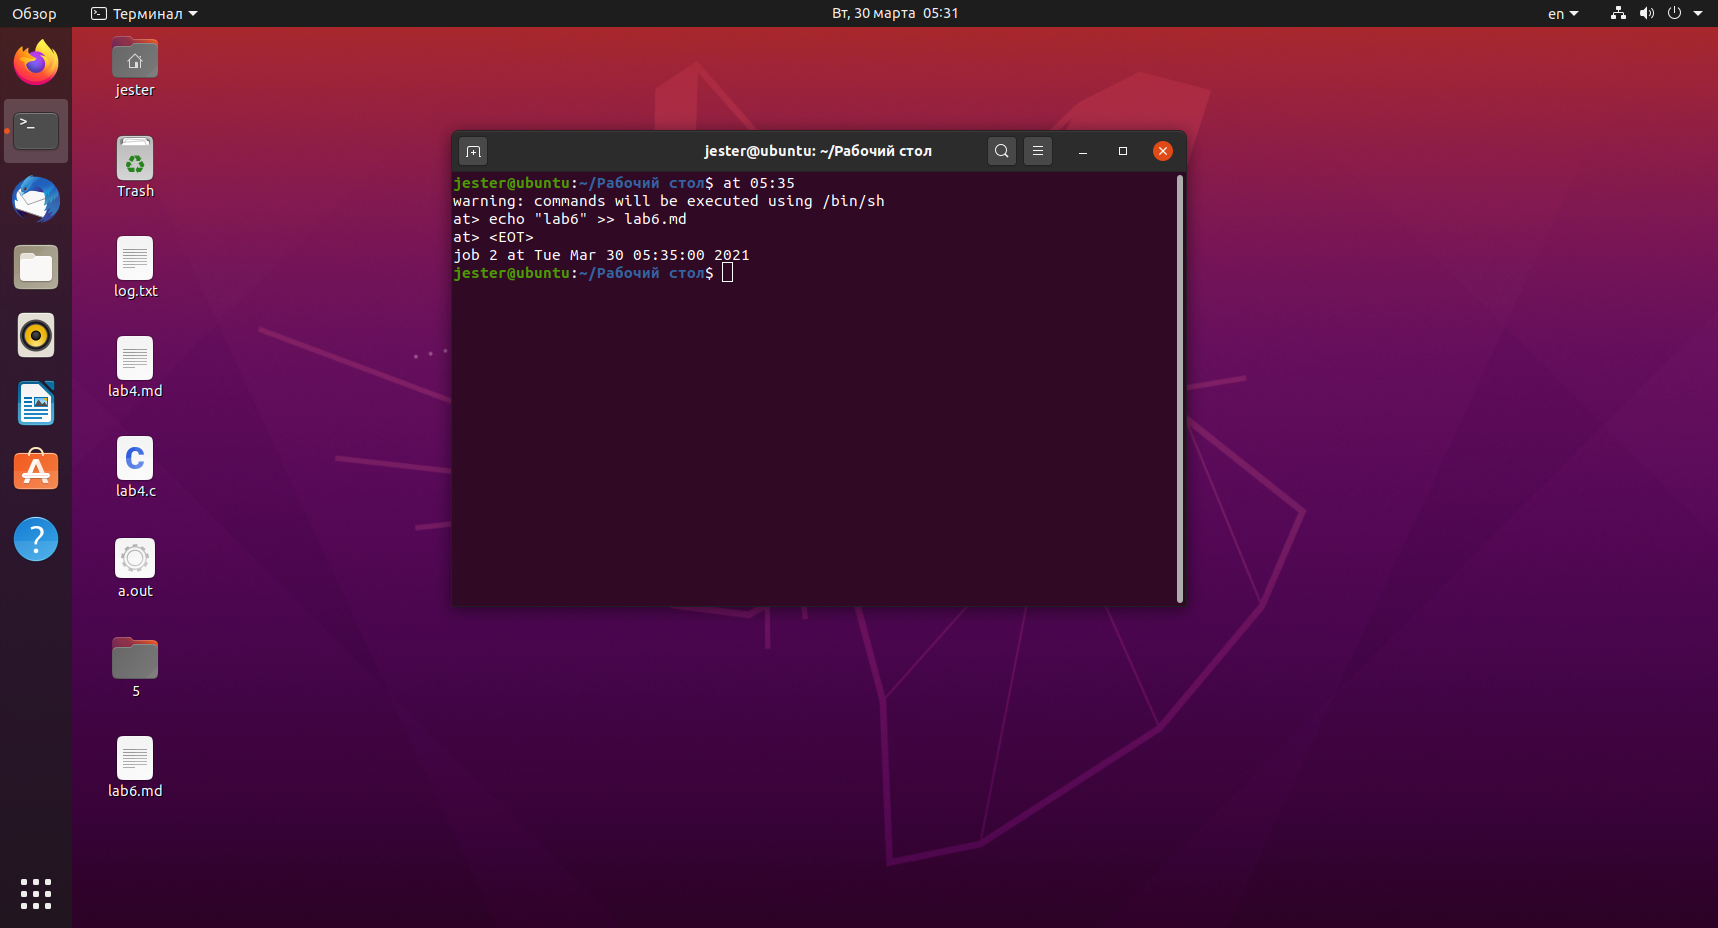 Обзор
Терминал
Вт, 30 марта 05:31
en
jester
Trash
log.txt
lab4.md
C
lab4.c
a.out
5
lab6.md
jester@ubuntu: ~/Рабочий стол
jester@ubuntu:~/Рабочий стол$ at 05:35
warning: commands will be executed using /bin/sh
at> echo "lab6" >> lab6.md
at> <EOT>
job 2 at Tue Mar 30 05:35:00 2021
jester@ubuntu:~/Рабочий стол$